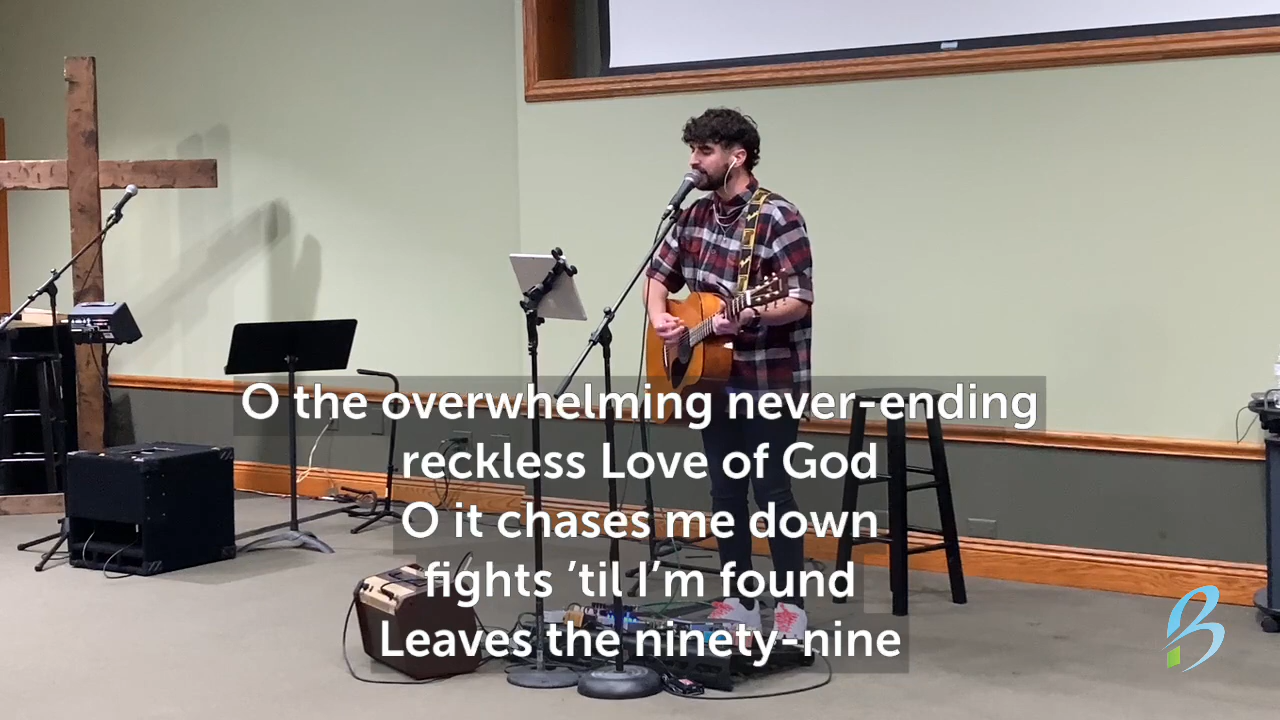 O the overwhelming never-ending
reckless Love of God
O it chases me down
fights ’til I’m found
Leaves the ninety-nine
B